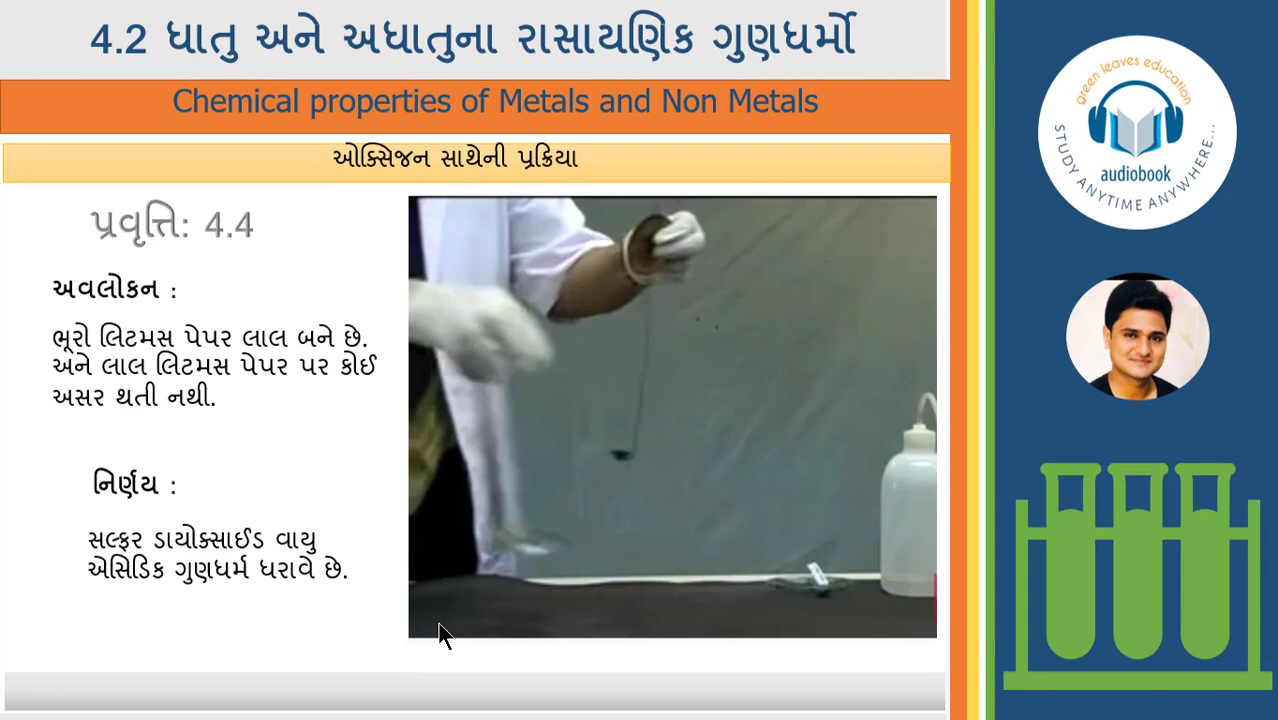 4.2 ધાતુ અને અધાતુના રાસાયણિક ગુણધર્મો
Chemical properties of Metals and Non Metals
ઓક્સિજન સાથેની પ્રક્રિયા
પ્રવૃત્તિ: 4.4
અવલોકન :
ભૂરો લિટમસ પેપર લાલ બને છે.
અને લાલ લિટમસ પેપર પર કોઈ
અસર થતી નથી.
નિર્ણય :
સલ્ફર ડાયોક્સાઈડ વાયુ
એસિડિક ગુણધર્મ ધરાવે છે.
green leaves education
audiobook
STUDY ANYTIME ANYWHERE...